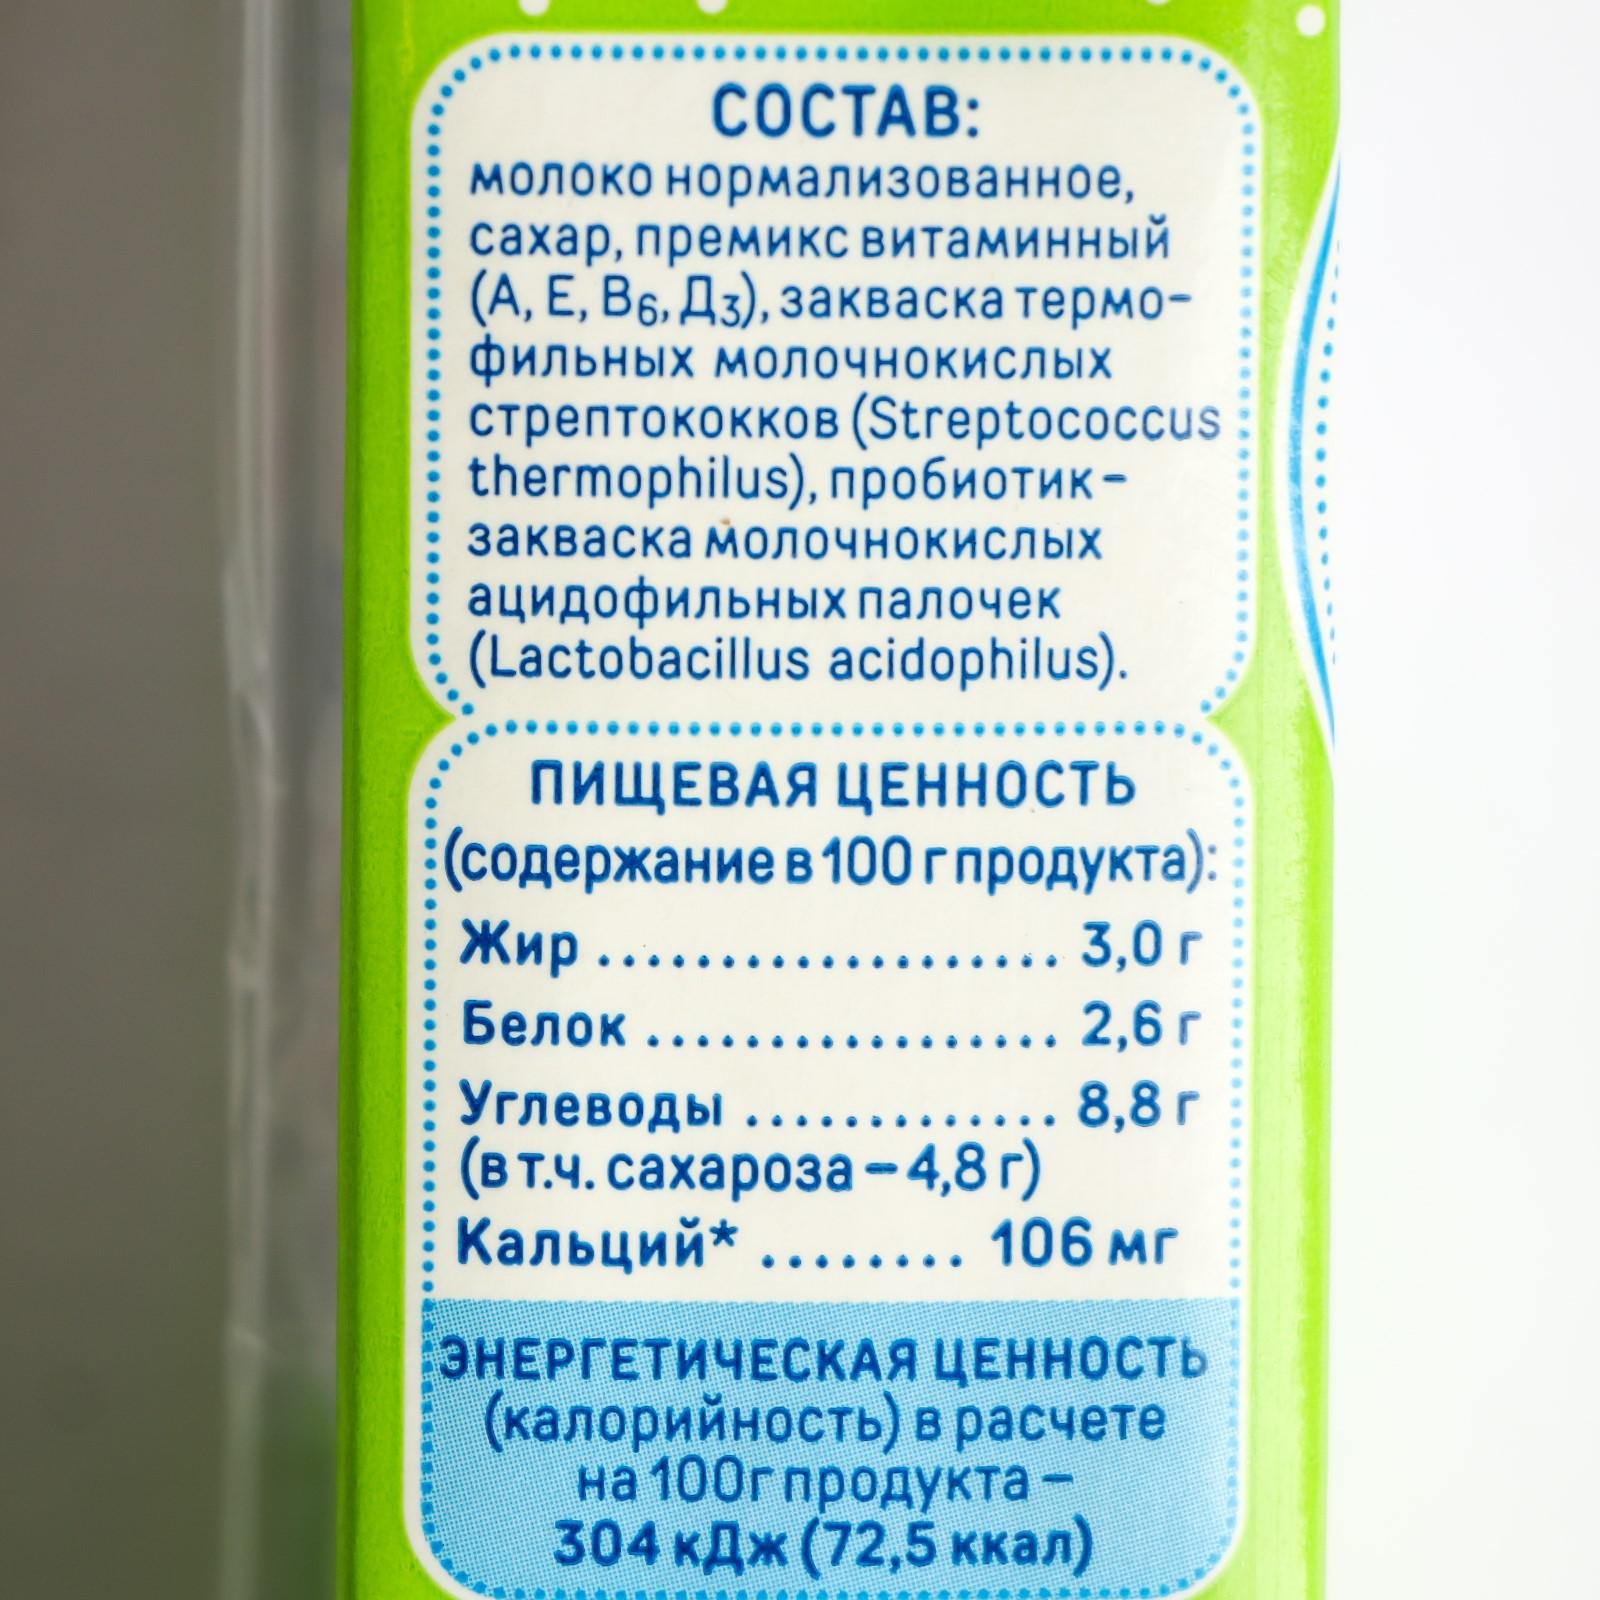 СОСТАВ:
молоко нормализованное,
сахар, премикс витаминный
(А, Е, В6, Д3), закваска термо-
фильных молочнокислых
стрептококков (Streptococcus
thermophilus), пробиотик –
закваска молочнокислых
ацидофильных палочек
(Lactobacillus acidophilus).
ПИЩЕВАЯ ЦЕННОСТЬ
(содержание в 100 г продукта):
Жир ................... 3,0 г
Белок ................. 2,6 г
Углеводы ............. 8,8 г
(в т.ч. сахароза – 4,8 г)
Кальций* ........ 106 мг
ЭНЕРГЕТИЧЕСКАЯ ЦЕННОСТЬ
(калорийность) в расчете
на 100г продукта –
304 кДж (72,5 ккал)